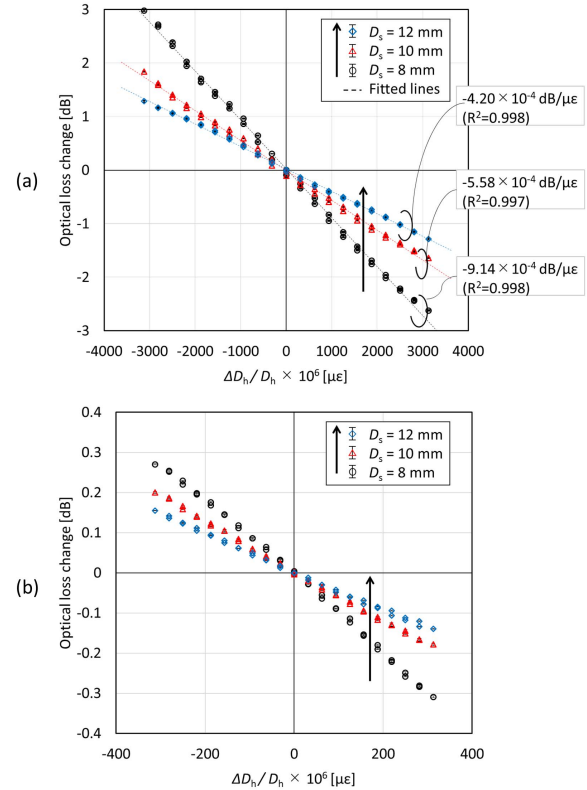 3
2
1
0
-1
-2
-3
Optical loss change [dB]
(a)
Dₛ = 12 mm
Dₛ = 10 mm
Dₛ = 8 mm
Fitted lines
-4.20 × 10⁻⁴ dB/με
(R²=0.998)
-5.58 × 10⁻⁴ dB/με
(R²=0.997)
-9.14 × 10⁻⁴ dB/με
(R²=0.998)
-4000 -3000 -2000 -1000 0 1000 2000 3000 4000
ΔDₕ/Dₕ × 10⁶ [με]
0.4
0.3
0.2
0.1
0
-0.1
-0.2
-0.3
-0.4
Optical loss change [dB]
(b)
Dₛ = 12 mm
Dₛ = 10 mm
Dₛ = 8 mm
-400 -200 0 200 400
ΔDₕ/Dₕ × 10⁶ [με]